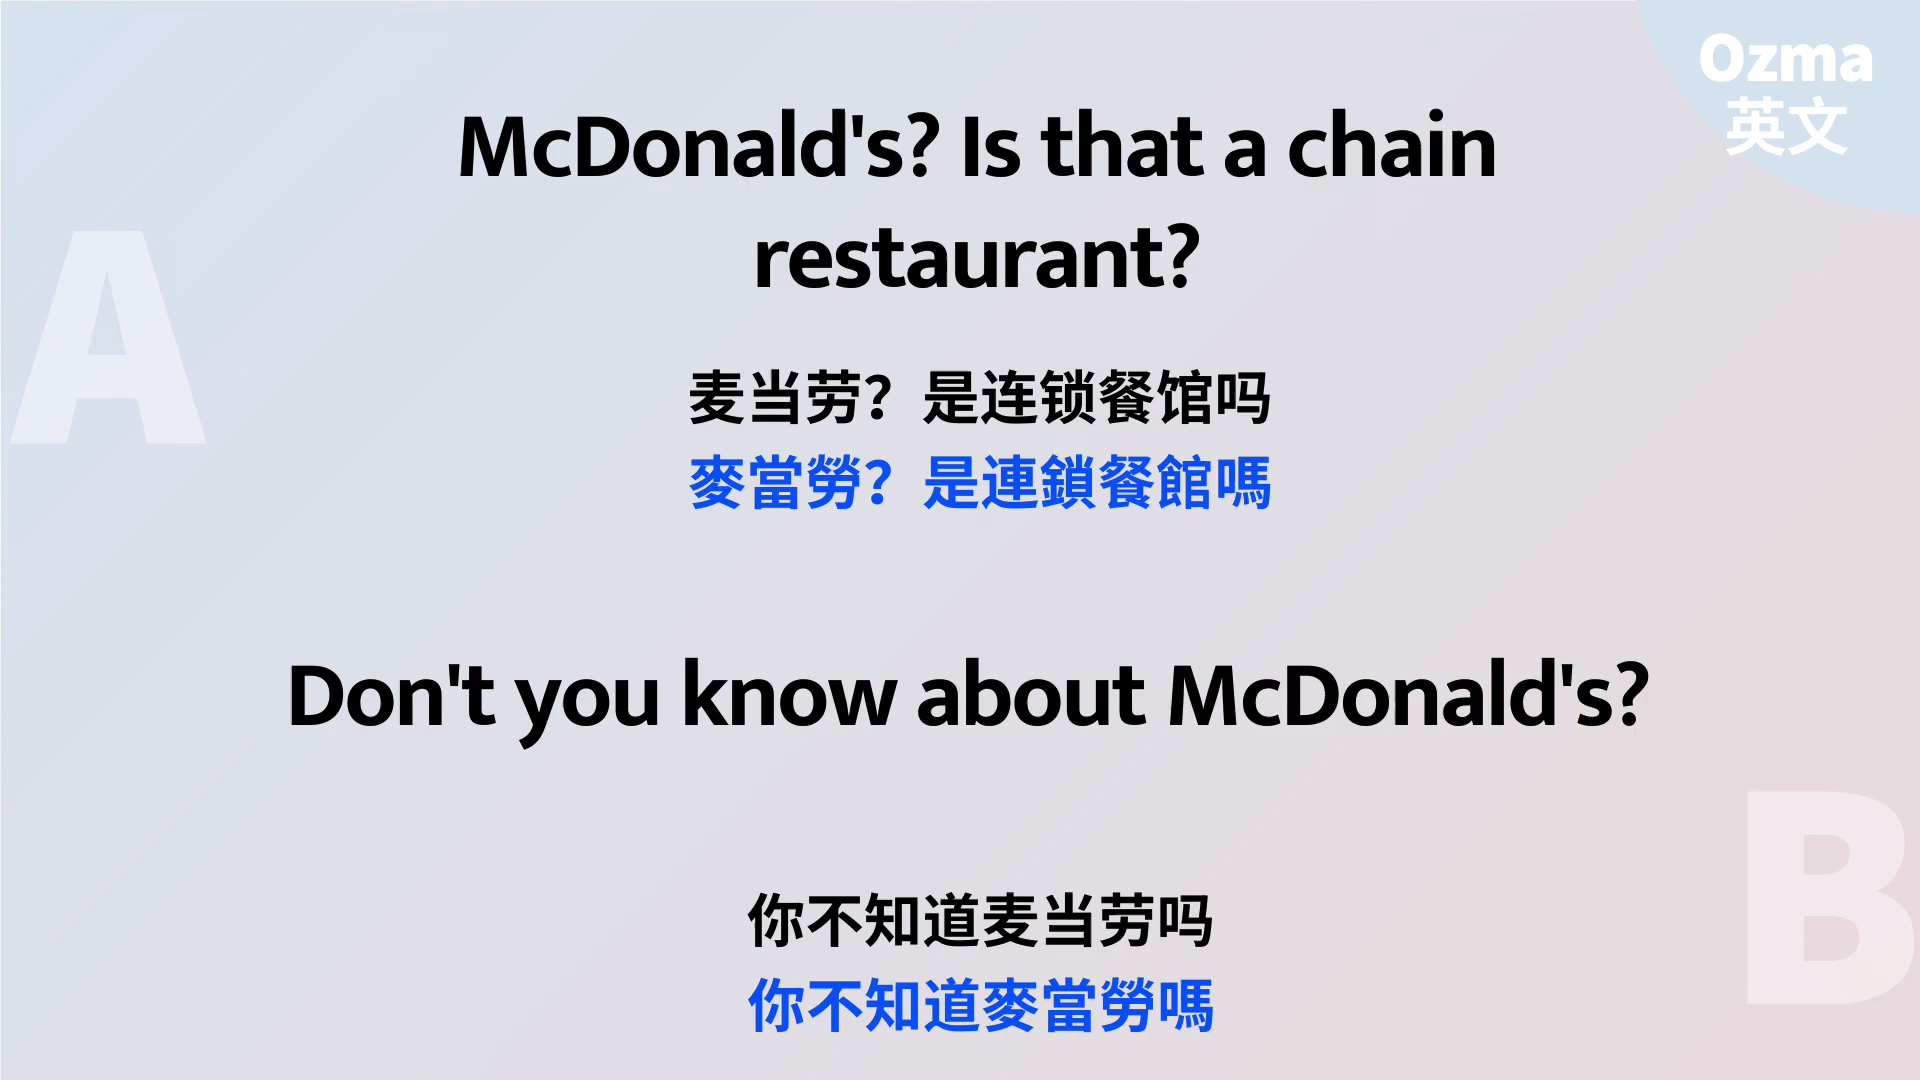 Ozma
英文
McDonald's? Is that a chain
restaurant?
麦当劳？是连锁餐馆吗
麥當勞？是連鎖餐館嗎
A
Don't you know about McDonald's?
你不知道麦当劳吗
你不知道麥當勞嗎
B